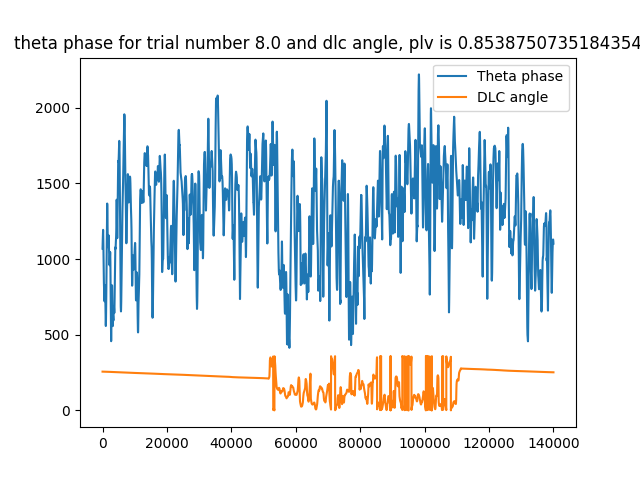 theta phase for trial number 8.0 and dlc angle, plv is 0.8538750735184354
Theta phase
DLC angle
2000
1500
1000
500
0
0 20000 40000 60000 80000 100000 120000 140000